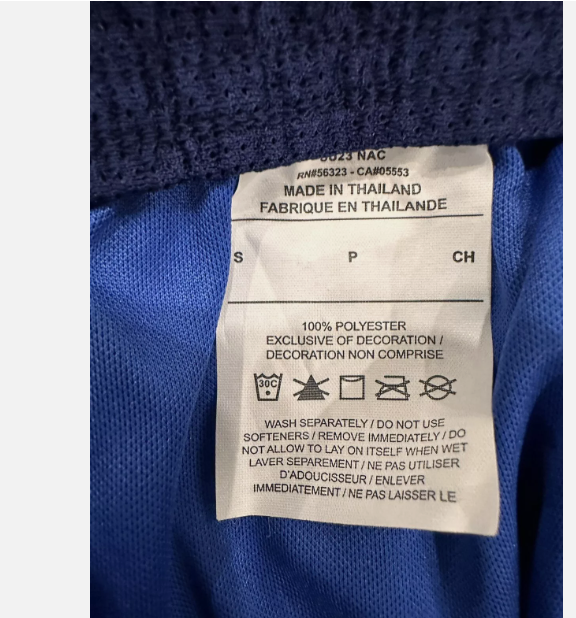 SU23 NAC
RN#56323 - CA#05553
MADE IN THAILAND
FABRIQUE EN THAILANDE
S P CH
100% POLYESTER
EXCLUSIVE OF DECORATION /
DECORATION NON COMPRISE
30C
WASH SEPARATELY / DO NOT USE
SOFTENERS / REMOVE IMMEDIATELY / DO
NOT ALLOW TO LAY ON ITSELF WHEN WET
LAVER SEPAREMENT / NE PAS UTILISER
D'ADOUCISSEUR / ENLEVER
IMMEDIATEMENT / NE PAS LAISSER LE